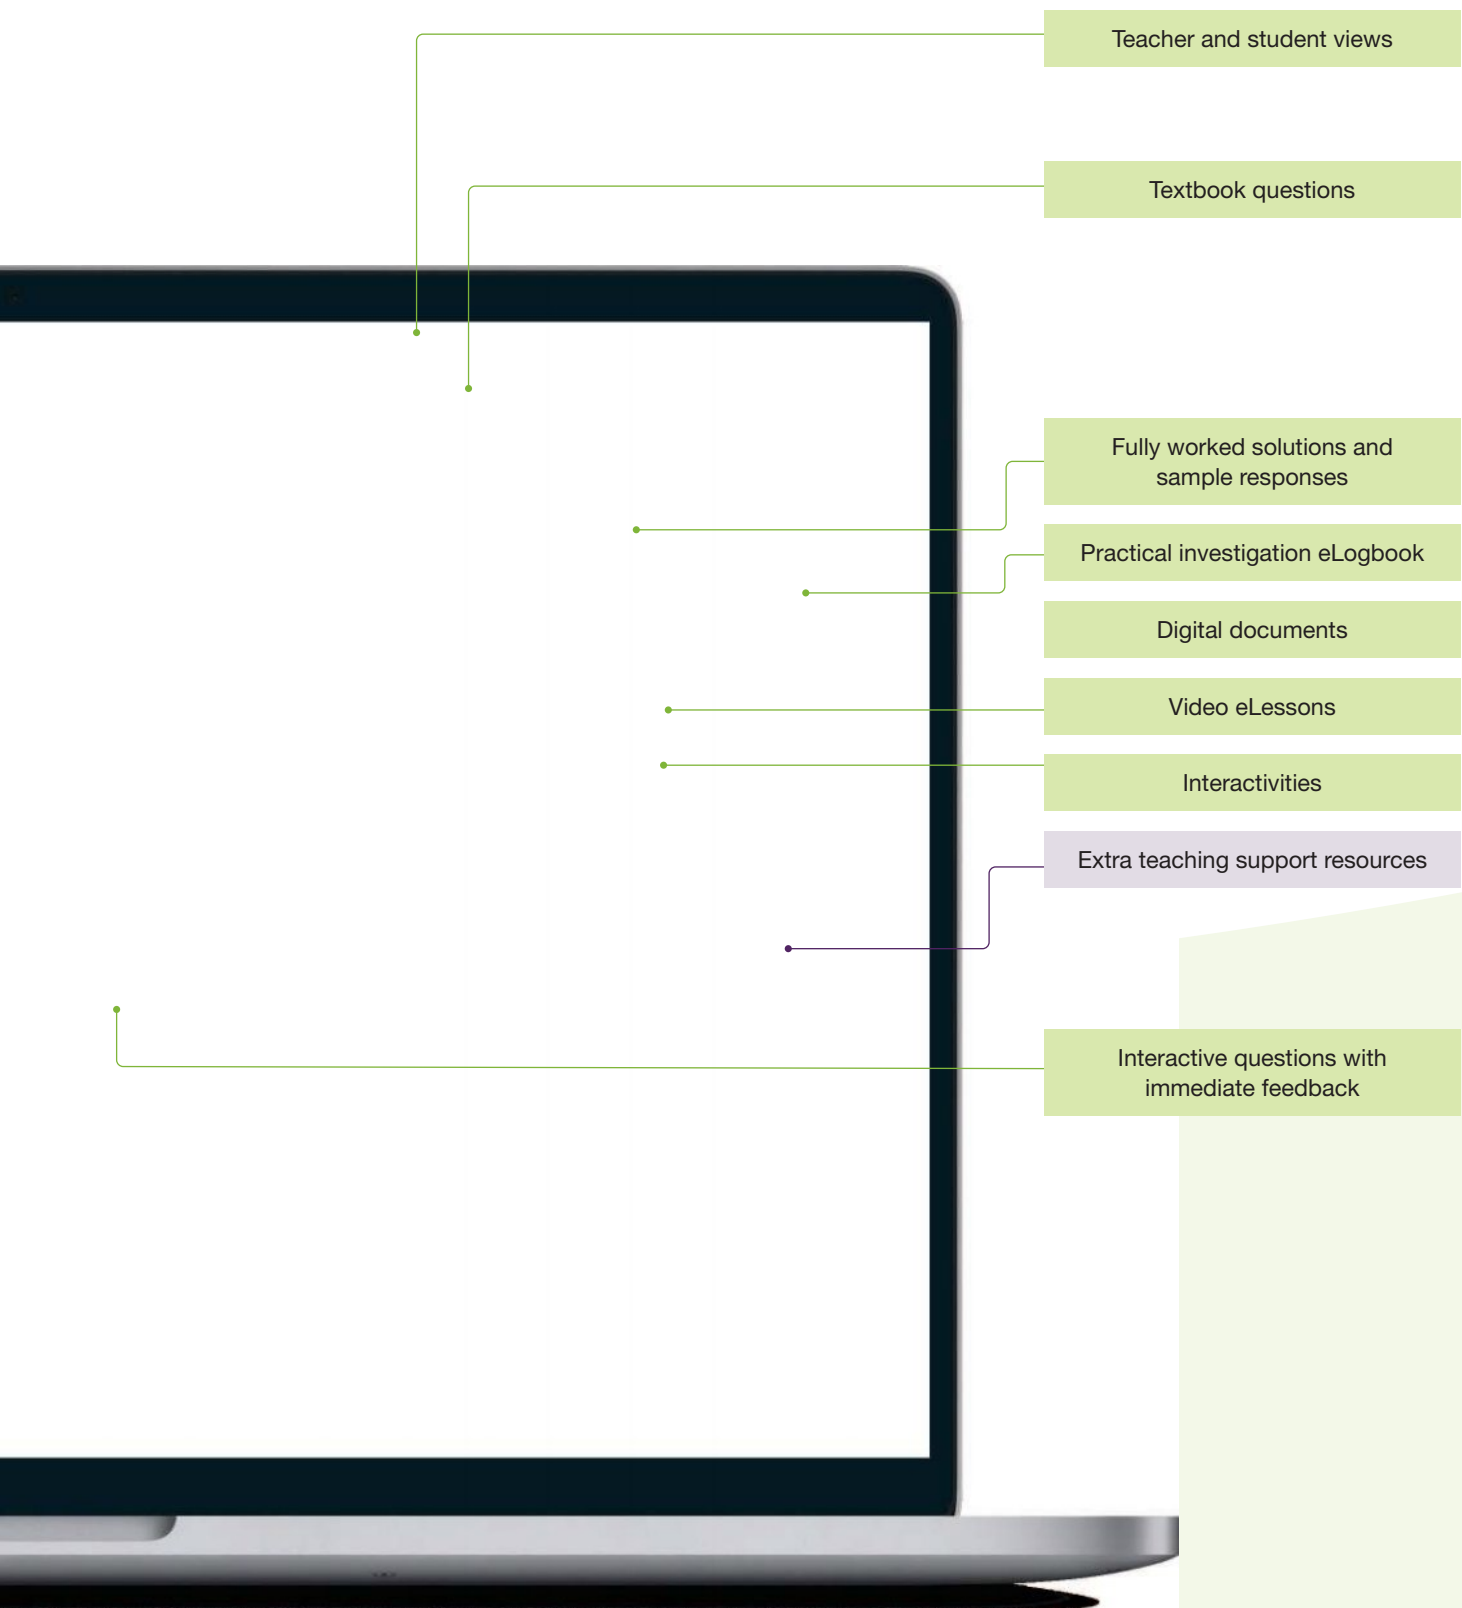 Teacher and student views
Textbook questions
Fully worked solutions and
sample responses
Practical investigation eLogbook
Digital documents
Video eLessons
Interactivities
Extra teaching support resources
Interactive questions with
immediate feedback